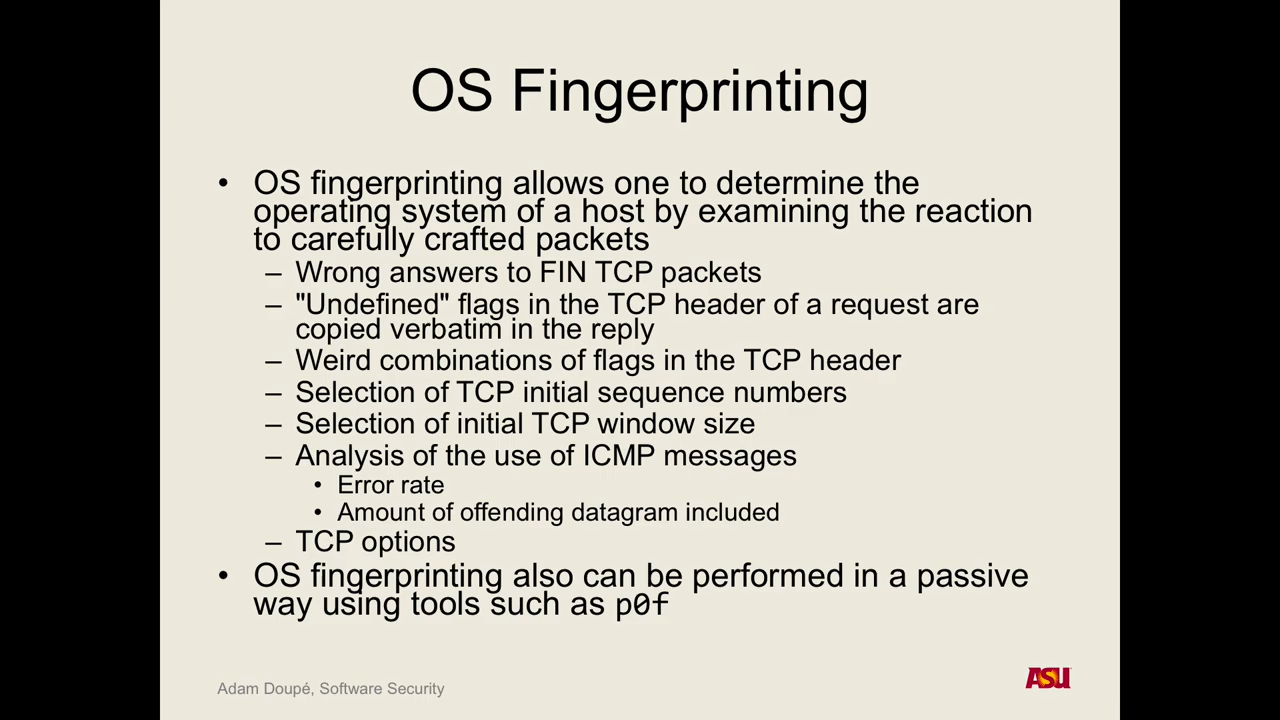 OS Fingerprinting
• OS fingerprinting allows one to determine the
operating system of a host by examining the reaction
to carefully crafted packets
– Wrong answers to FIN TCP packets
– "Undefined" flags in the TCP header of a request are
copied verbatim in the reply
– Weird combinations of flags in the TCP header
– Selection of TCP initial sequence numbers
– Selection of initial TCP window size
– Analysis of the use of ICMP messages
• Error rate
• Amount of offending datagram included
– TCP options
• OS fingerprinting also can be performed in a passive
way using tools such as p0f
Adam Doupé, Software Security
ASU